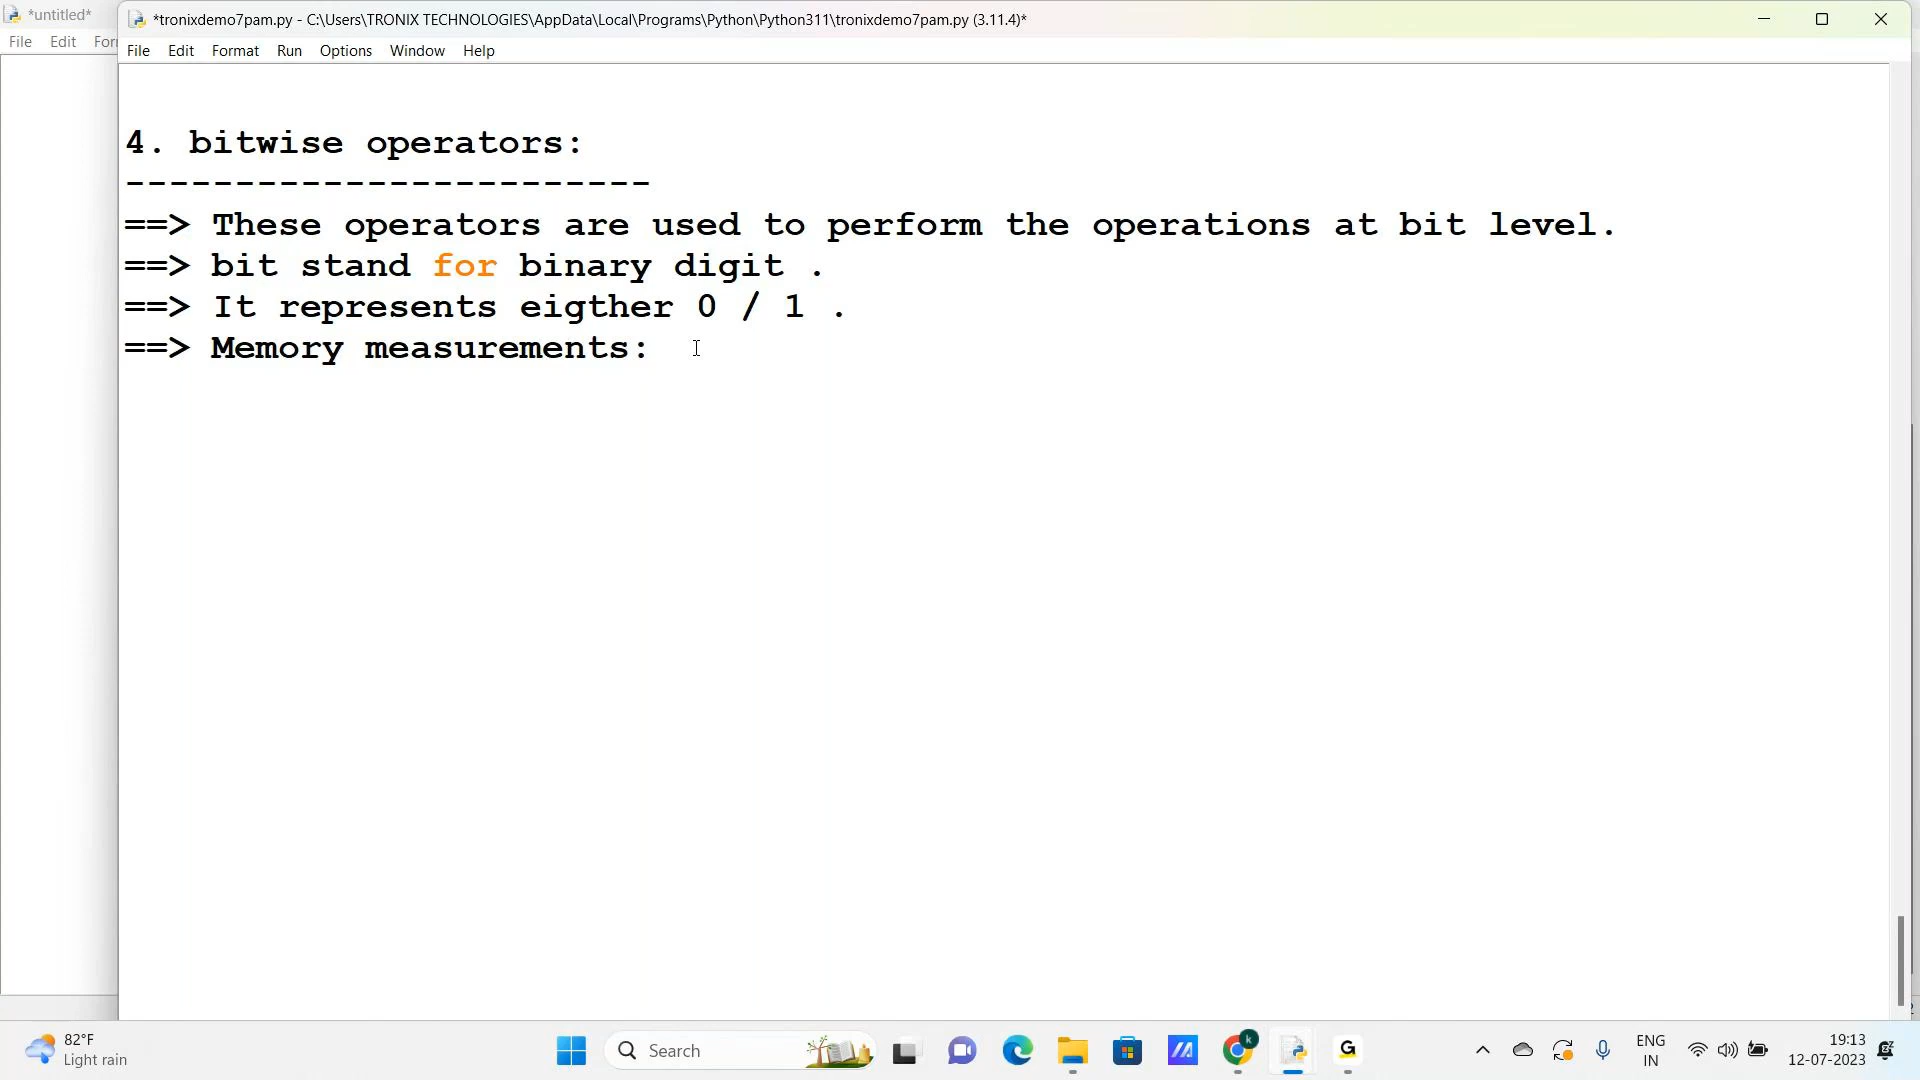 *untitled*
File Edit For
*tronixdemo7pam.py - C:\Users\TRONIX TECHNOLOGIES\AppData\Local\Programs\Python\Python311\tronixdemo7pam.py (3.11.4)*
File Edit Format Run Options Window Help
4. bitwise operators:
------------------------
==> These operators are used to perform the operations at bit level.
==> bit stand for binary digit .
==> It represents eigther 0 / 1 .
==> Memory measurements:
82°F
Light rain
Search
ENG
IN
19:13
12-07-2023